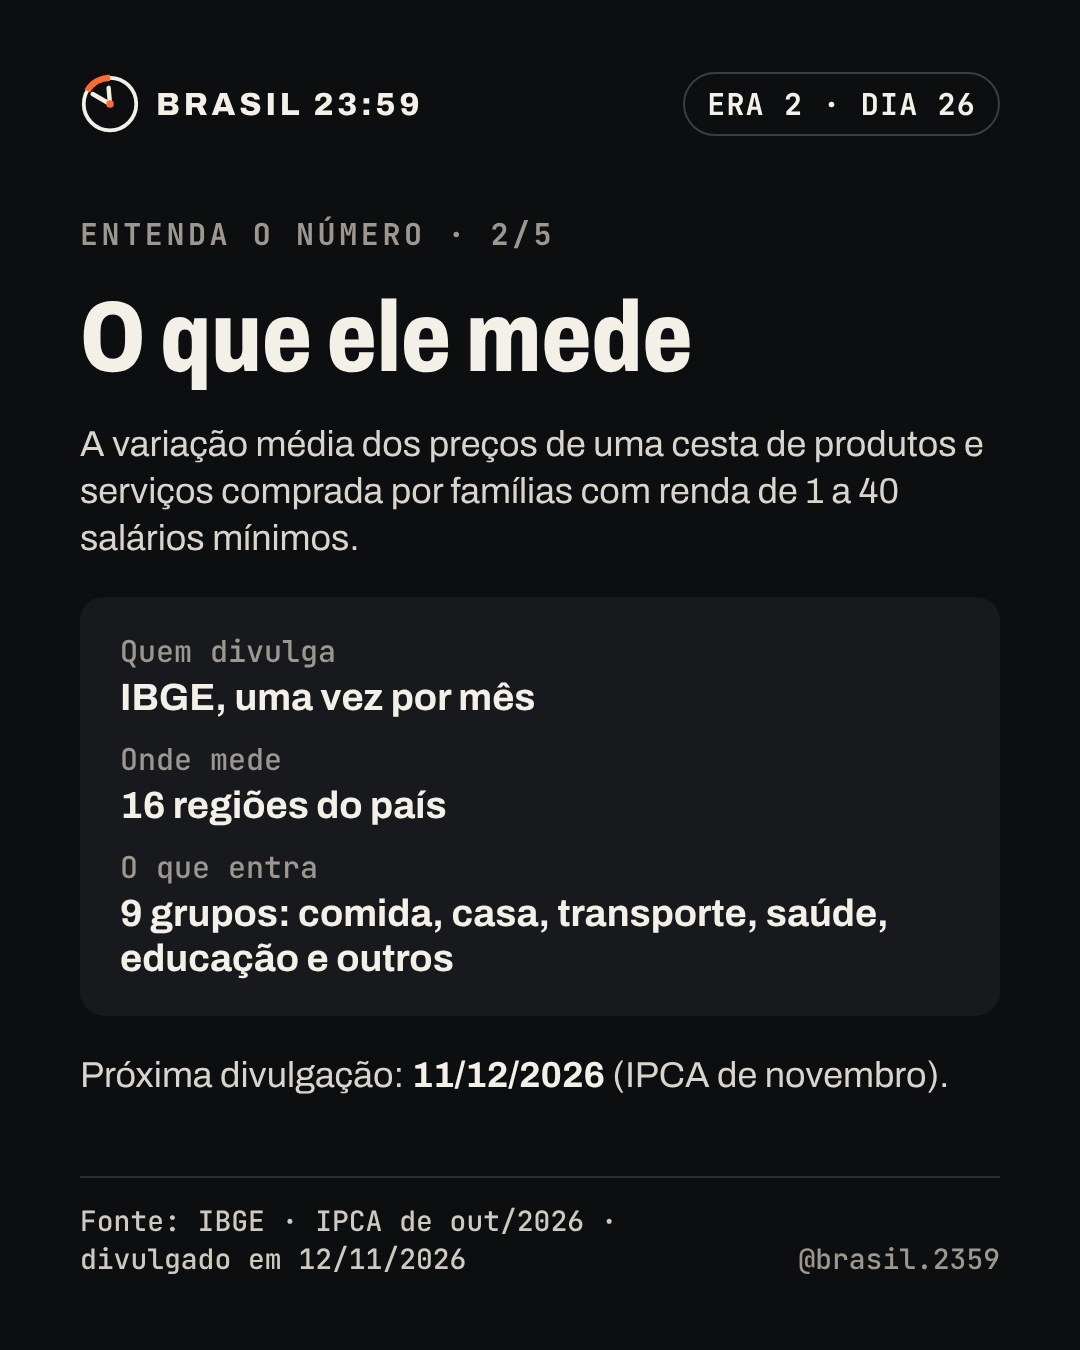 BRASIL 23:59
ERA 2 · DIA 26
ENTENDA O NÚMERO · 2/5
O que ele mede
A variação média dos preços de uma cesta de produtos e
serviços comprada por famílias com renda de 1 a 40
salários mínimos.
Quem divulga
IBGE, uma vez por mês
Onde mede
16 regiões do país
O que entra
9 grupos: comida, casa, transporte, saúde,
educação e outros
Próxima divulgação: 11/12/2026 (IPCA de novembro).
Fonte: IBGE · IPCA de out/2026 ·
divulgado em 12/11/2026
@brasil.2359